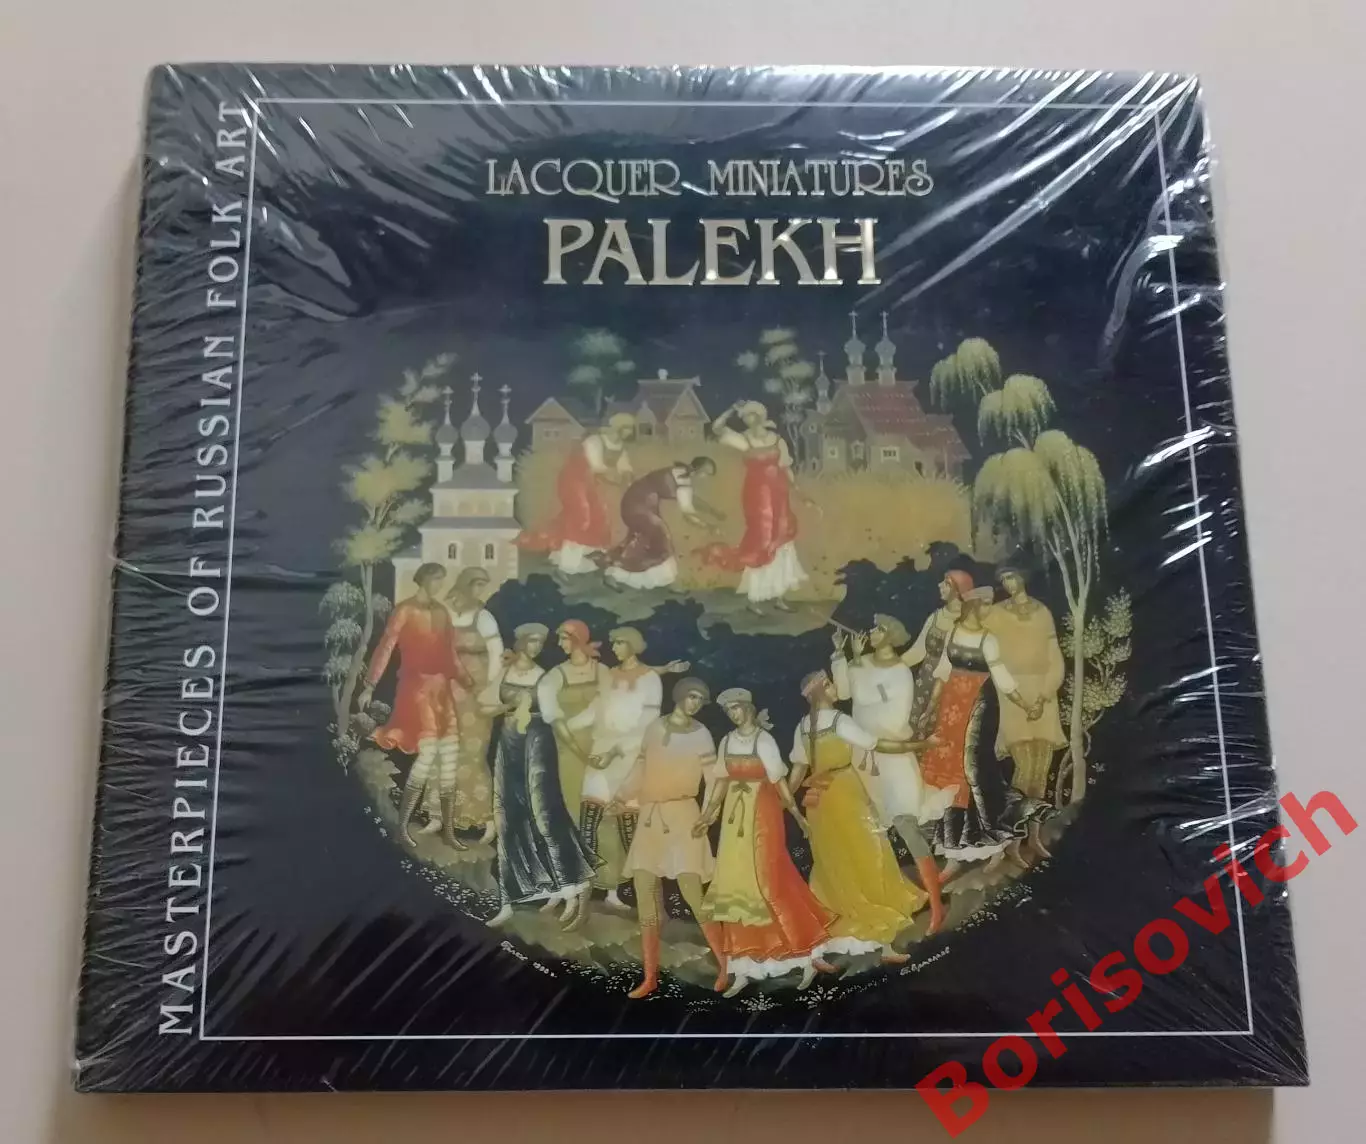 LACQUER MINIATURES
PALEKH
MASTERPIECES OF RUSSIAN FOLK ART
Borisovich